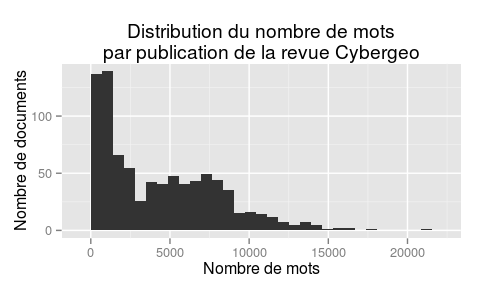 Distribution du nombre de mots
par publication de la revue Cybergeo
Nombre de documents
100
50
0
0 5000 10000 15000 20000
Nombre de mots